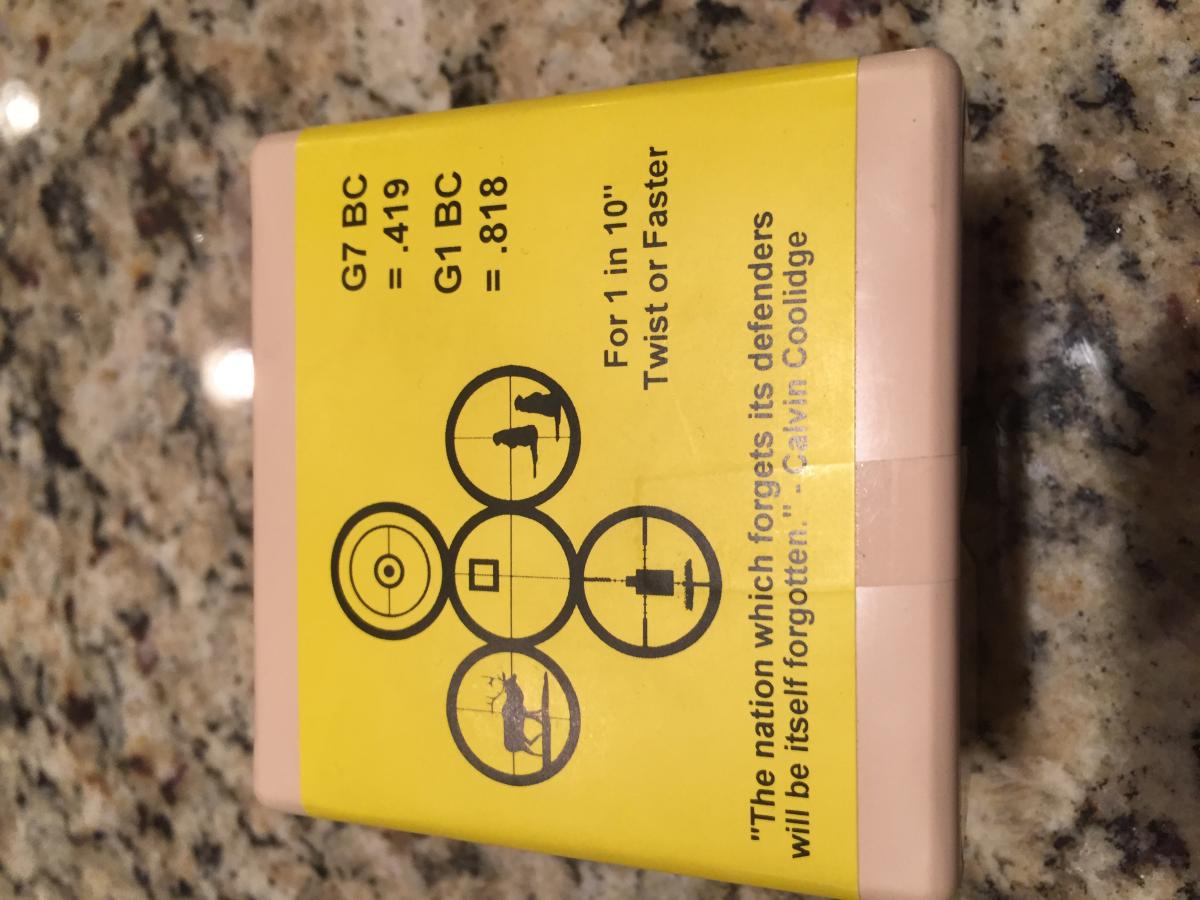 G7 BC
= .419
G1 BC
= .818
For 1 in 10"
Twist or Faster
"The nation which forgets its defenders
will be itself forgotten." - Calvin Coolidge